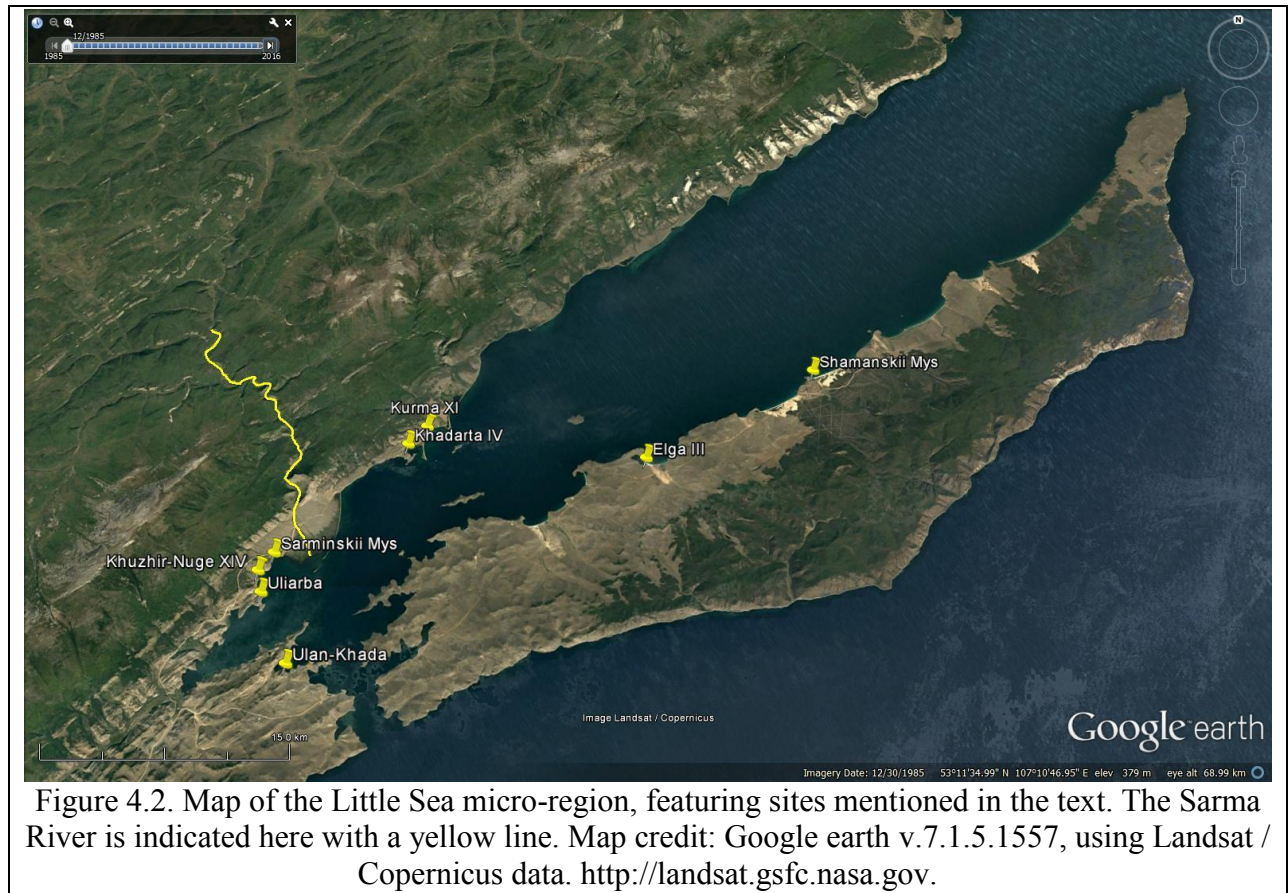 12/1985
1985
2016
N
Shamanskii Mys
Kurma XI
Khadarta IV
Elga III
Sarminskii Mys
Khuzhir-Nuge XIV
Uliarba
Ulan-Khada
Image Landsat / Copernicus
15.0 km
Google earth
Imagery Date: 12/30/1985 53°11'34.99" N 107°10'46.95" E elev 379 m eye alt 68.99 km
Figure 4.2. Map of the Little Sea micro-region, featuring sites mentioned in the text. The Sarma
River is indicated here with a yellow line. Map credit: Google earth v.7.1.5.1557, using Landsat /
Copernicus data. http://landsat.gsfc.nasa.gov.